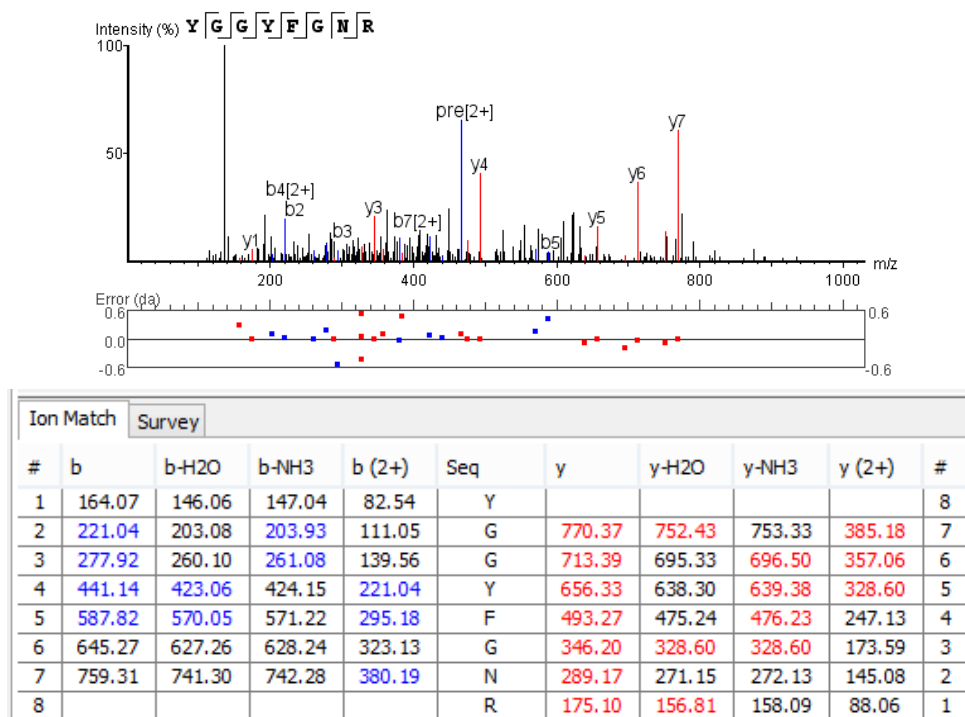 Intensity (%) Y G G Y F G N R
100
50
pre[2+]
y7
y4
y6
b4[2+]
b2
y3
b7[2+]
y5
y1
b3
b5
200 400 600 800 1000 m/z
Error (da)
0.6 0.6
0.0 0.0
-0.6 -0.6
Ion Match Survey
# b b-H2O b-NH3 b (2+) Seq y y-H2O y-NH3 y (2+) #
1 164.07 146.06 147.04 82.54 Y 8
2 221.04 203.08 203.93 111.05 G 770.37 752.43 753.33 385.18 7
3 277.92 260.10 261.08 139.56 G 713.39 695.33 696.50 357.06 6
4 441.14 423.06 424.15 221.04 Y 656.33 638.30 639.38 328.60 5
5 587.82 570.05 571.22 295.18 F 493.27 475.24 476.23 247.13 4
6 645.27 627.26 628.24 323.13 G 346.20 328.60 328.60 173.59 3
7 759.31 741.30 742.28 380.19 N 289.17 271.15 272.13 145.08 2
8 R 175.10 156.81 158.09 88.06 1